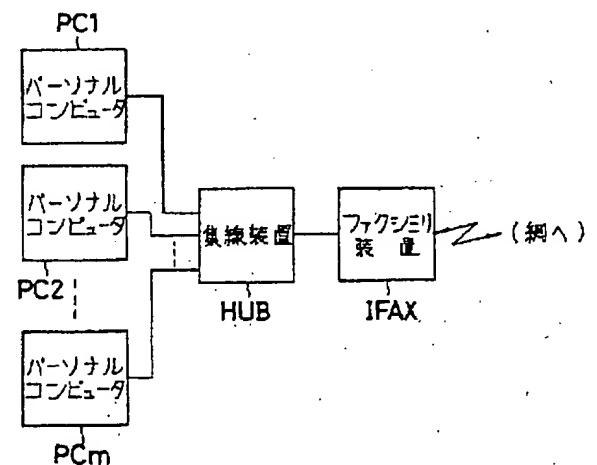 PC1
パーソナル
コンピュータ
パーソナル
コンピュータ
PC2
集線装置
HUB
ファクシミリ
装置
IFAX
(網へ)
パーソナル
コンピュータ
PCm